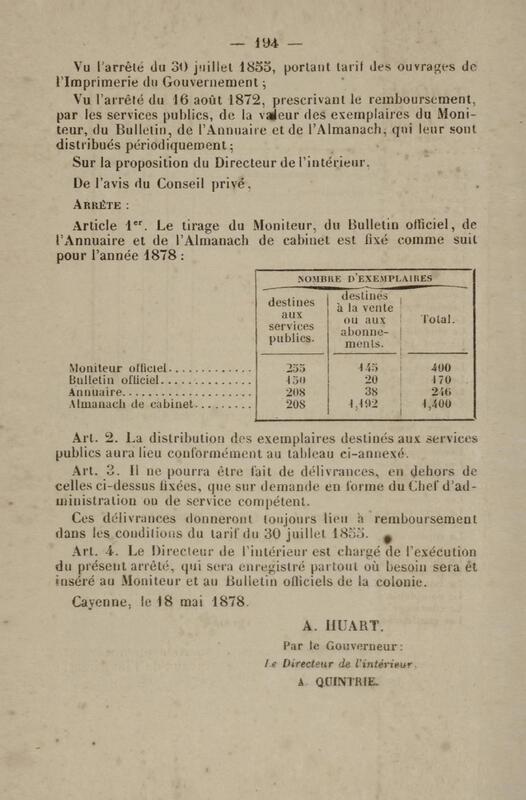 — 194 —
Vu l'arrêté du 30 juillet 1855, portant tarif des ouvrages de
l'Imprimerie du Gouvernement ;
Vu l'arrêté du 16 août 1872, prescrivant le remboursement,
par les services publics, de la valeur des exemplaires du Moni-
teur, du Bulletin, de l'Annuaire et de l'Almanach, qui leur sont
distribués périodiquement ;
Sur la proposition du Directeur de l'intérieur,
De l'avis du Conseil privé,
ARRÊTE :
Article 1er. Le tirage du Moniteur, du Bulletin officiel, de
l'Annuaire et de l'Almanach de cabinet est fixé comme suit
pour l'année 1878 :
NOMBRE D'EXEMPLAIRES
destinés aux services publics. | destinés à la vente ou aux abonne-ments. | Total.
Moniteur officiel.............. 255 145 400
Bulletin officiel............... 150 20 170
Annuaire..................... 208 38 246
Almanach de cabinet......... 208 1,192 1,400
Art. 2. La distribution des exemplaires destinés aux services
publics aura lieu conformément au tableau ci-annexé.
Art. 3. Il ne pourra être fait de délivrances, en dehors de
celles ci-dessus fixées, que sur demande en forme du Chef d'ad-
ministration ou de service compétent.
Ces délivrances donneront toujours lieu à remboursement
dans les conditions du tarif du 30 juillet 1855.
Art. 4. Le Directeur de l'intérieur est chargé de l'exécution
du présent arrêté, qui sera enregistré partout où besoin sera et
inséré au Moniteur et au Bulletin officiels de la colonie.
Cayenne, le 18 mai 1878.
A. HUART.
Par le Gouverneur:
Le Directeur de l'intérieur,
A. QUINTRIE.